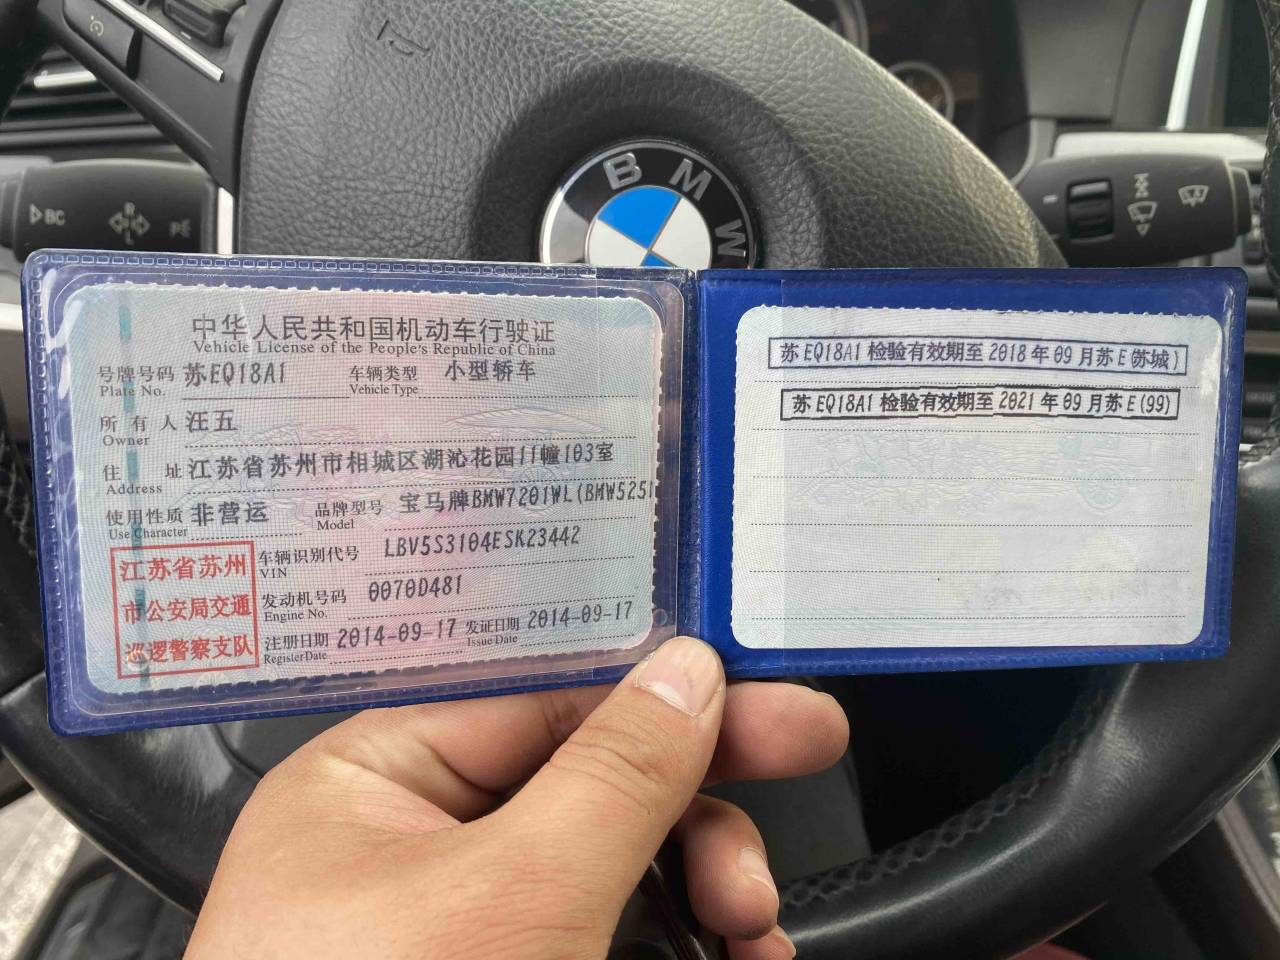 BMW
BC
R
L
中华人民共和国机动车行驶证
Vehicle License of the People's Republic of China
号牌号码 苏EQ18A1 车辆类型 小型轿车
Plate No. Vehicle Type
所有人 汪五
Owner
住址 江苏省苏州市相城区湖沁花园11幢103室
Address
使用性质 非营运 品牌型号 宝马牌BMW7201WL(BMW525l
Use Character Model
江苏省苏州
市公安局交通
巡逻警察支队
车辆识别代号 LBV5S3104ESK23442
VIN
发动机号码 0070D481
Engine No.
注册日期 2014-09-17 发证日期 2014-09-17
Register Date Issue Date
苏EQ18A1检验有效期至2018年09月苏E(苏城)
苏EQ18A1检验有效期至2021年09月苏E(99)